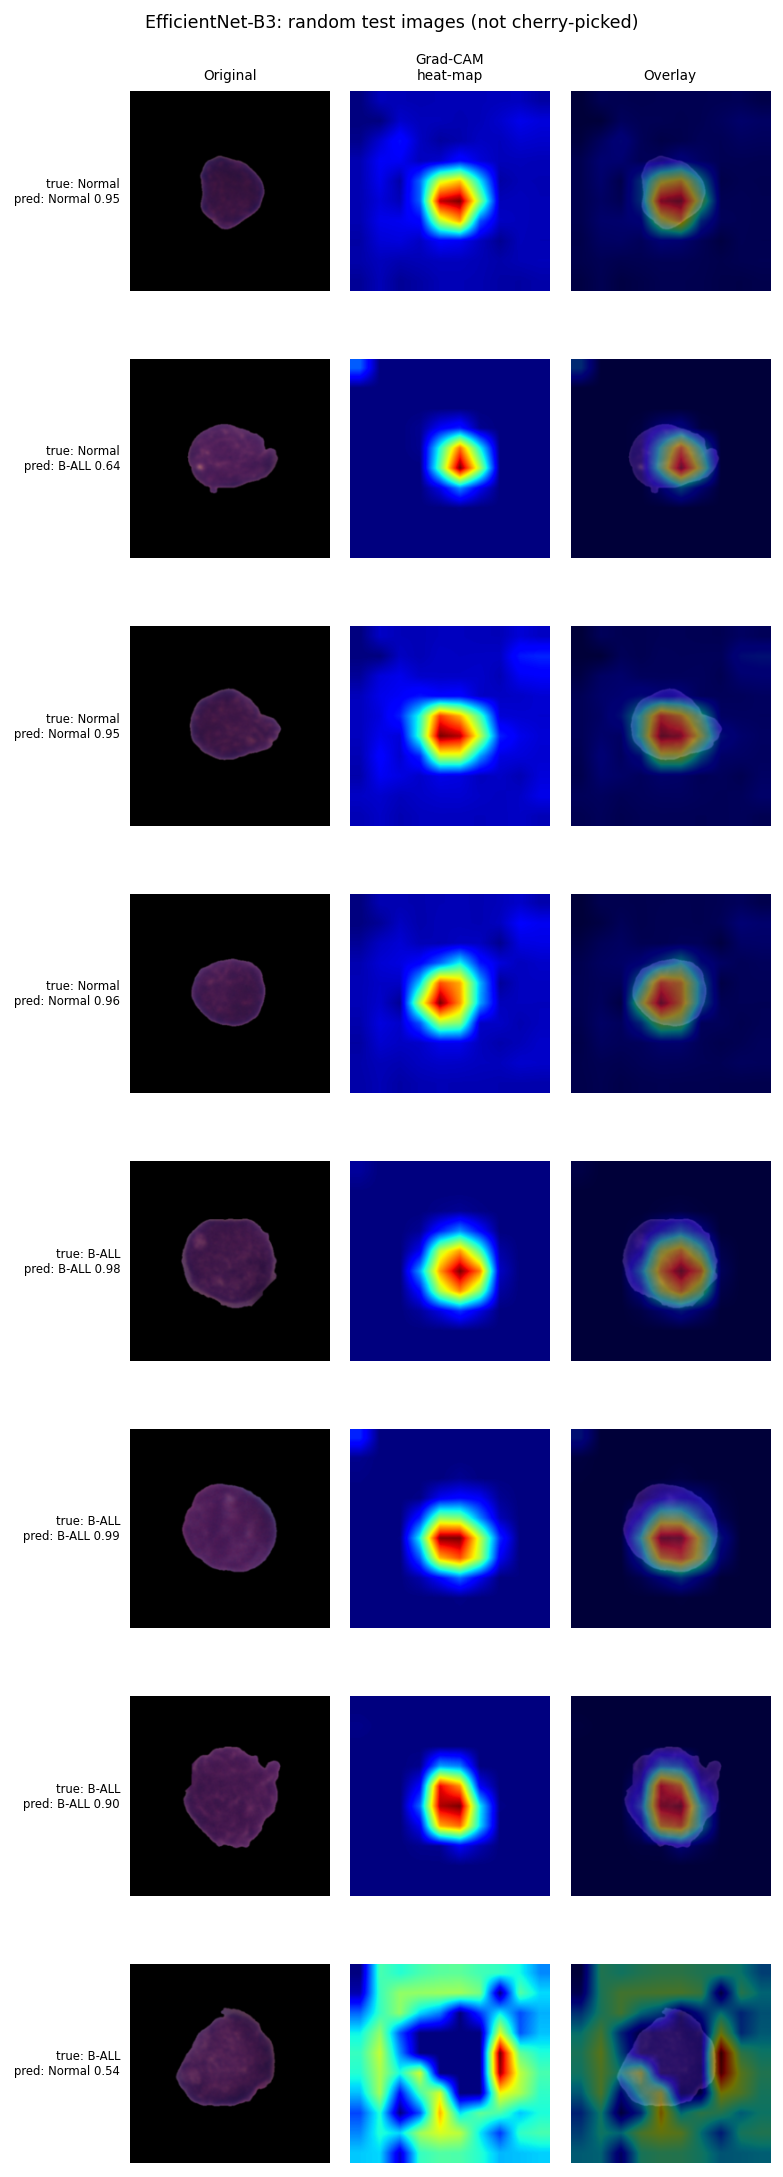 EfficientNet-B3: random test images (not cherry-picked)
Original
Grad-CAM
heat-map
Overlay
true: Normal
pred: Normal 0.95
true: Normal
pred: B-ALL 0.64
true: Normal
pred: Normal 0.95
true: Normal
pred: Normal 0.96
true: B-ALL
pred: B-ALL 0.98
true: B-ALL
pred: B-ALL 0.99
true: B-ALL
pred: B-ALL 0.90
true: B-ALL
pred: Normal 0.54